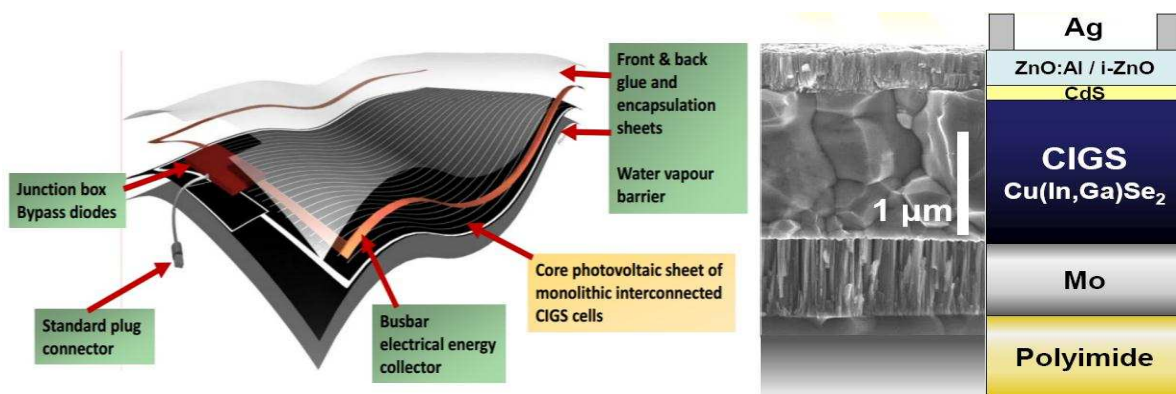 Front & back
glue and
encapsulation
sheets
Water vapour
barrier
Junction box
Bypass diodes
Standard plug
connector
Busbar
electrical energy
collector
Core photovoltaic sheet of
monolithic interconnected
CIGS cells
1 µm
Ag
ZnO:Al / i-ZnO
CdS
CIGS
Cu(In,Ga)Se₂
Mo
Polyimide